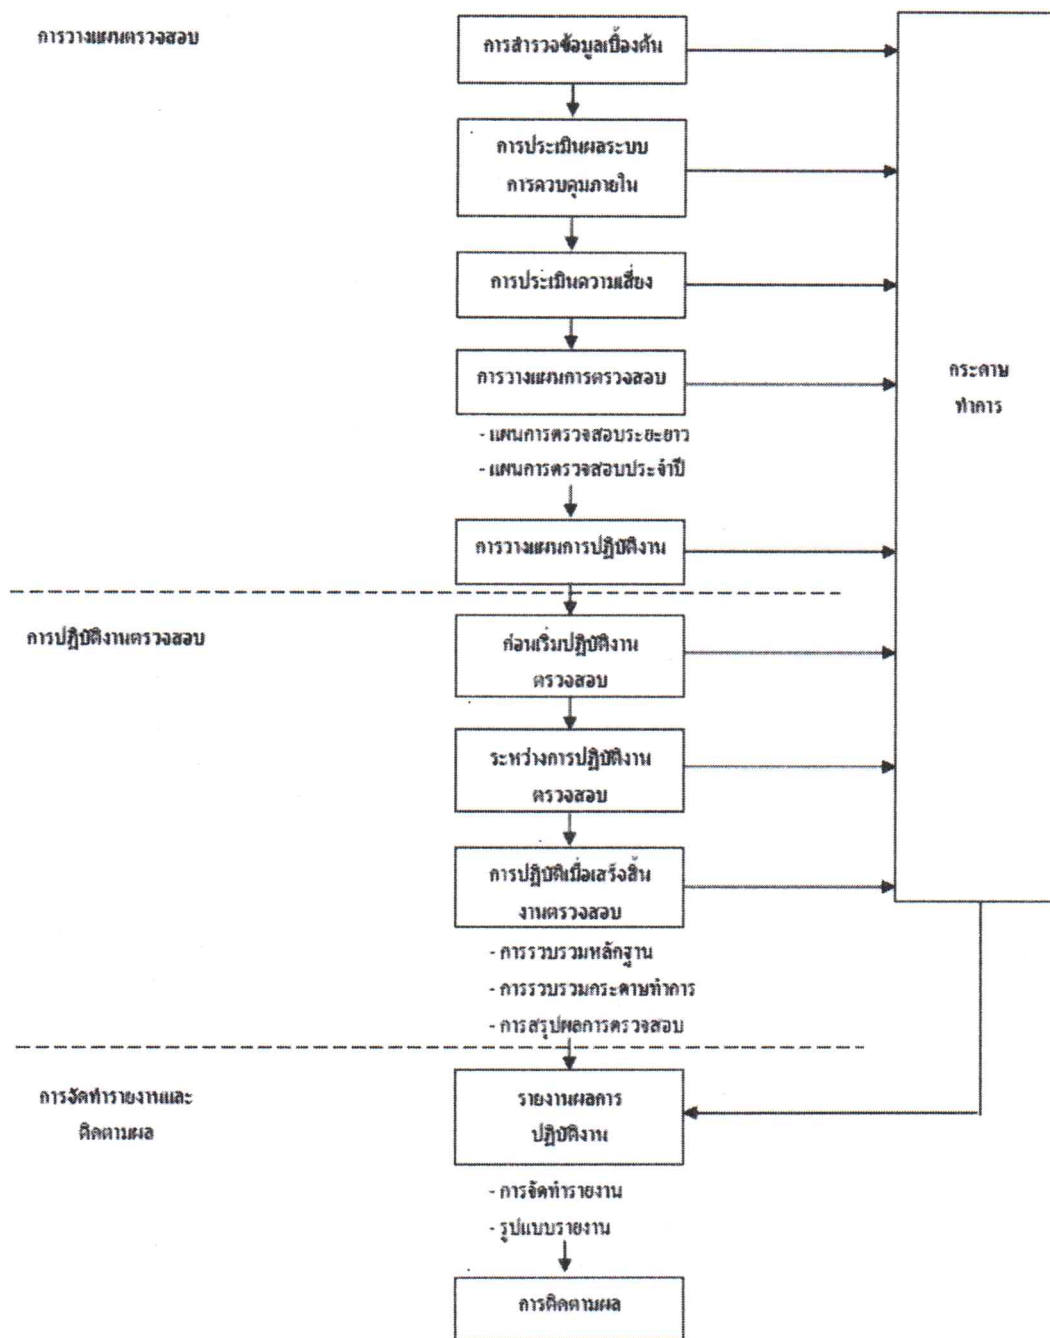 การวางแผนตรวจสอบ
การสำรวจข้อมูลเบื้องต้น
การประเมินผลระบบ
การควบคุมภายใน
การประเมินความเสี่ยง
การวางแผนการตรวจสอบ
- แผนการตรวจสอบระยะยาว
- แผนการตรวจสอบประจำปี
การวางแผนการปฏิบัติงาน
กระดาษ
ทำการ
การปฏิบัติงานตรวจสอบ
ก่อนเริ่มปฏิบัติงาน
ตรวจสอบ
ระหว่างการปฏิบัติงาน
ตรวจสอบ
การปฏิบัติเมื่อเสร็จสิ้น
งานตรวจสอบ
- การรวบรวมหลักฐาน
- การรวบรวมกระดาษทำการ
- การสรุปผลการตรวจสอบ
การจัดทำรายงานและ
ติดตามผล
รายงานผลการ
ปฏิบัติงาน
- การจัดทำรายงาน
- รูปแบบรายงาน
การติดตามผล